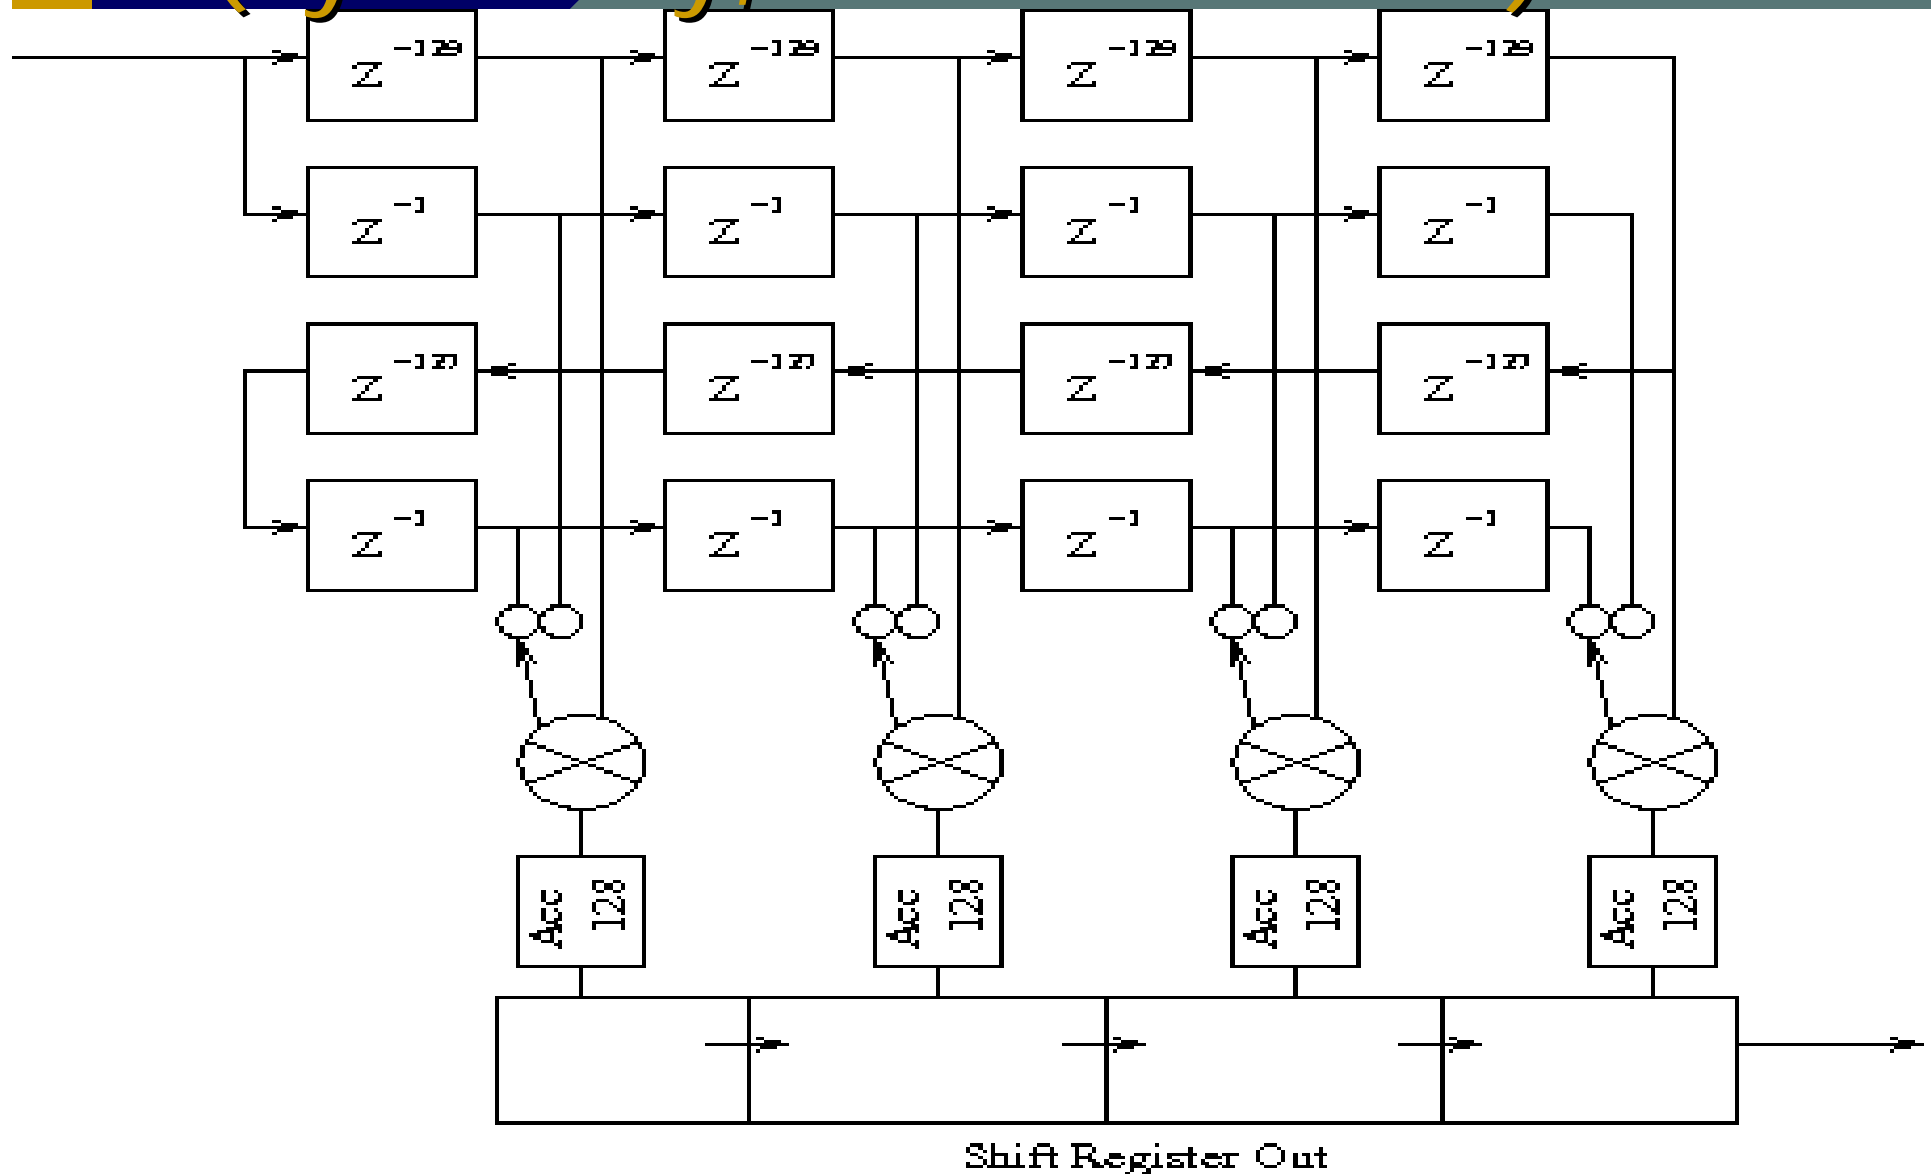 z⁻¹²⁹ z⁻¹²⁹ z⁻¹²⁹ z⁻¹²⁹
z⁻¹ z⁻¹ z⁻¹ z⁻¹
z⁻¹²⁷ z⁻¹²⁷ z⁻¹²⁷ z⁻¹²⁷
z⁻¹ z⁻¹ z⁻¹ z⁻¹
Acc 128
Acc 128
Acc 128
Acc 128
Shift Register Out